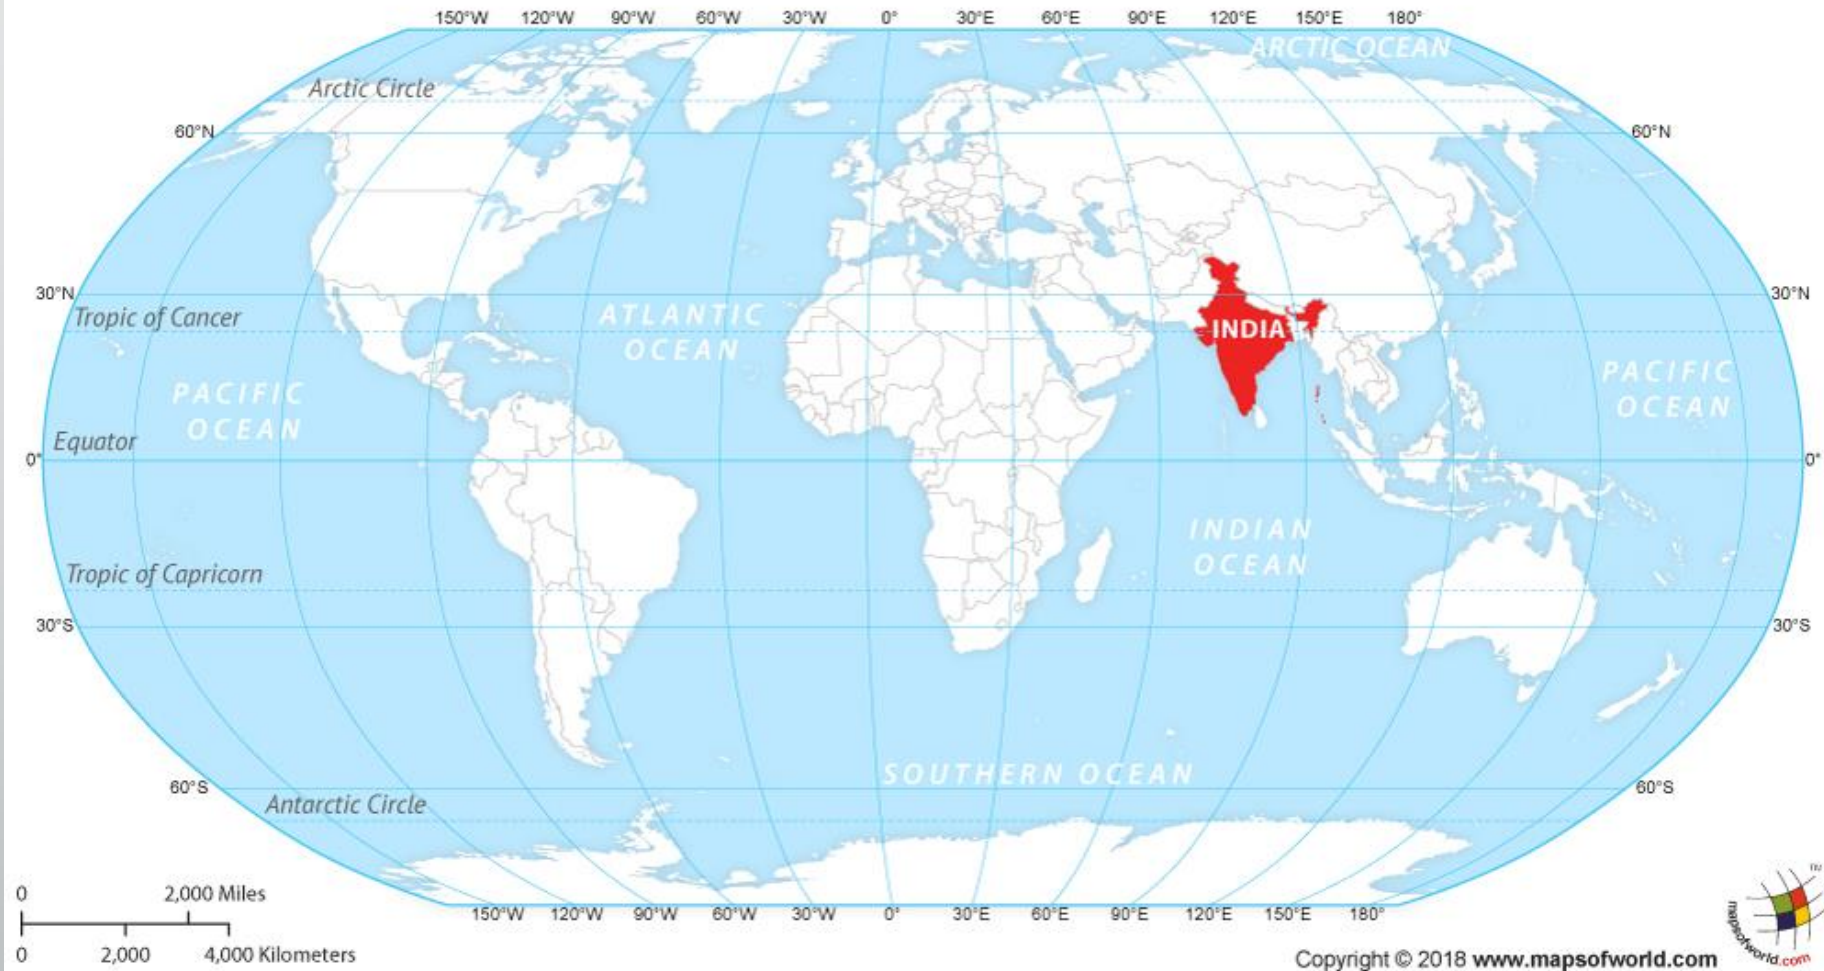 150°W 120°W 90°W 60°W 30°W 0° 30°E 60°E 90°E 120°E 150°E 180°
ARCTIC OCEAN
Arctic Circle
60°N 60°N
30°N 30°N
Tropic of Cancer
ATLANTIC
OCEAN
INDIA
PACIFIC
OCEAN
PACIFIC
OCEAN
Equator
0° 0°
INDIAN
OCEAN
Tropic of Capricorn
30°S 30°S
SOUTHERN OCEAN
60°S 60°S
Antarctic Circle
150°W 120°W 90°W 60°W 30°W 0° 30°E 60°E 90°E 120°E 150°E 180°
0 2,000 Miles
0 2,000 4,000 Kilometers
Copyright © 2018 www.mapsofworld.com
mapsofworld.com
TM